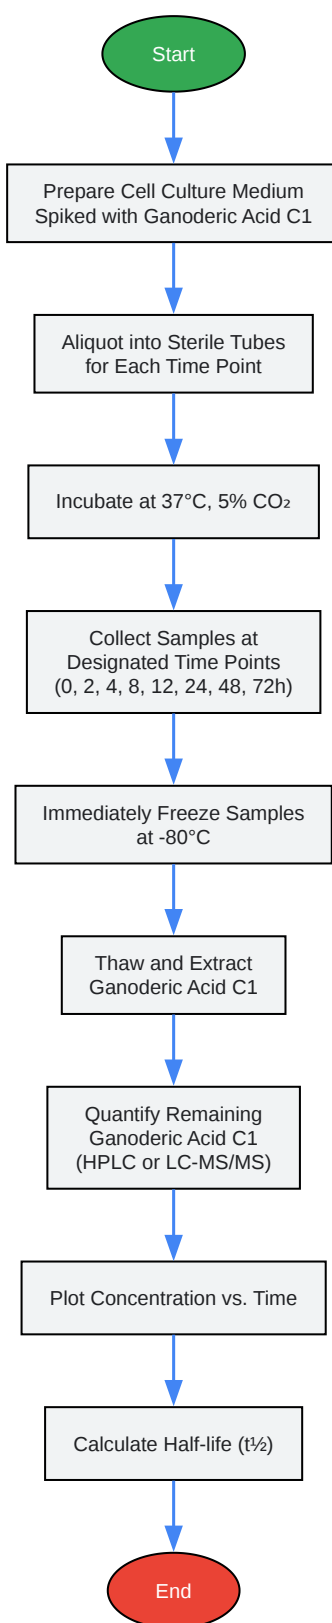 Start
Prepare Cell Culture Medium
Spiked with Ganoderic Acid C1
Aliquot into Sterile Tubes
for Each Time Point
Incubate at 37°C, 5% CO₂
Collect Samples at
Designated Time Points
(0, 2, 4, 8, 12, 24, 48, 72h)
Immediately Freeze Samples
at -80°C
Thaw and Extract
Ganoderic Acid C1
Quantify Remaining
Ganoderic Acid C1
(HPLC or LC-MS/MS)
Plot Concentration vs. Time
Calculate Half-life (t½)
End